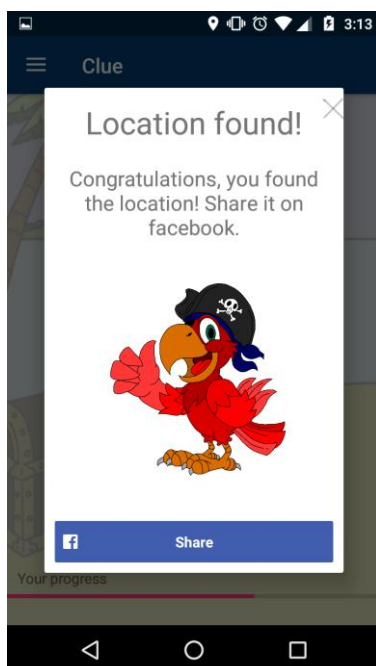 3:13
Clue
Location found!
Congratulations, you found
the location! Share it on
facebook.
Share
Your progress